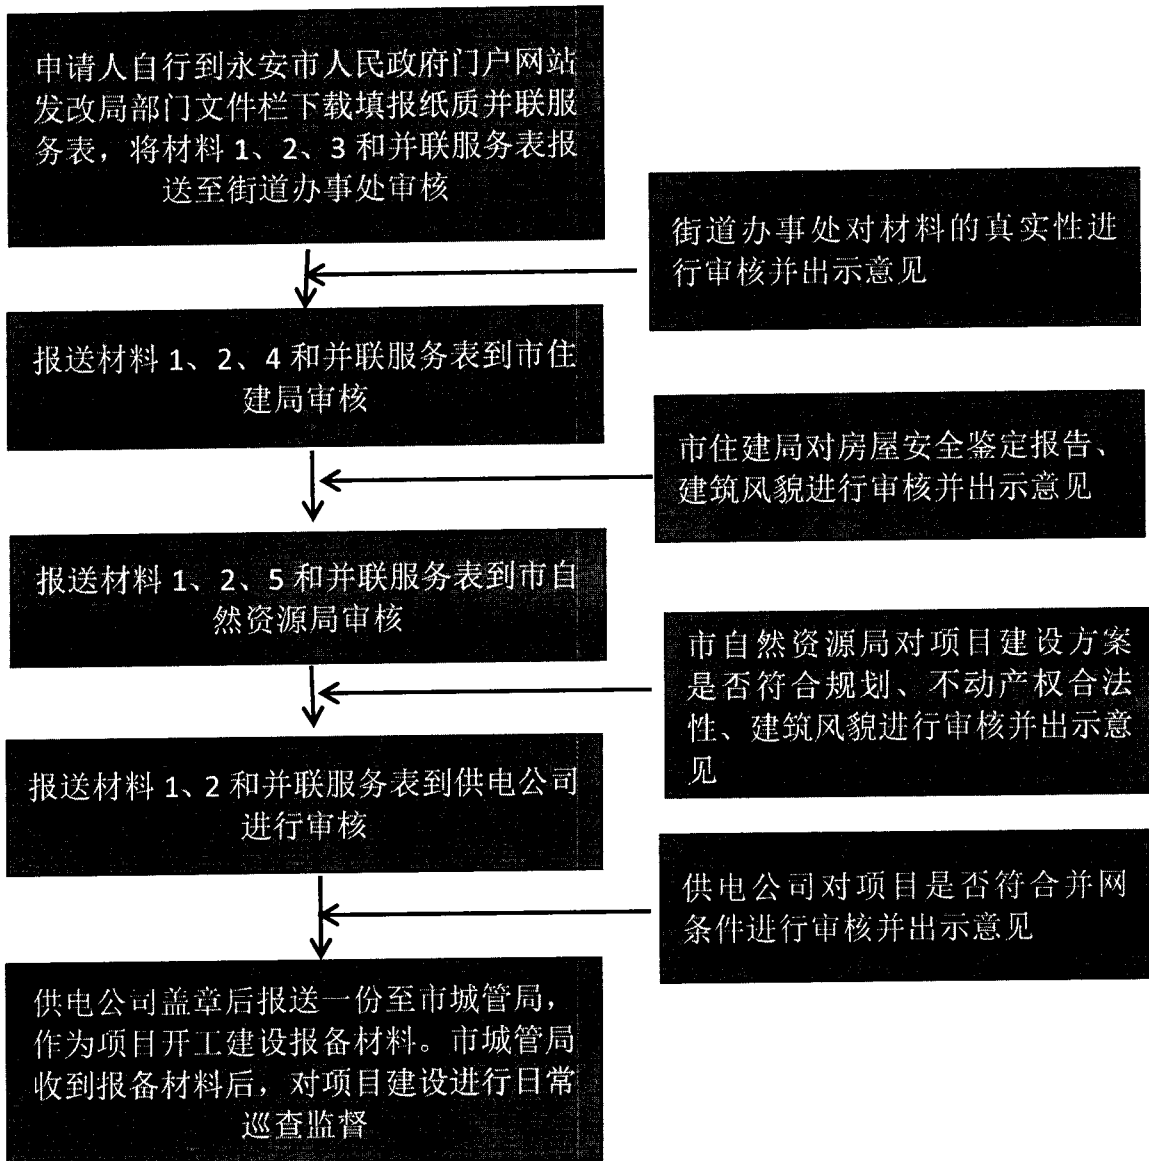 申请人自行到永安市人民政府门户网站
发改局部门文件栏下载填报纸质并联服
务表，将材料 1、2、3 和并联服务表报
送至街道办事处审核
街道办事处对材料的真实性进
行审核并出示意见
报送材料 1、2、4 和并联服务表到市住
建局审核
市住建局对房屋安全鉴定报告、
建筑风貌进行审核并出示意见
报送材料 1、2、5 和并联服务表到市自
然资源局审核
市自然资源局对项目建设方案
是否符合规划、不动产权合法
性、建筑风貌进行审核并出示意
见
报送材料 1、2 和并联服务表到供电公司
进行审核
供电公司对项目是否符合并网
条件进行审核并出示意见
供电公司盖章后报送一份至市城管局，
作为项目开工建设报备材料。市城管局
收到报备材料后，对项目建设进行日常
巡查监督